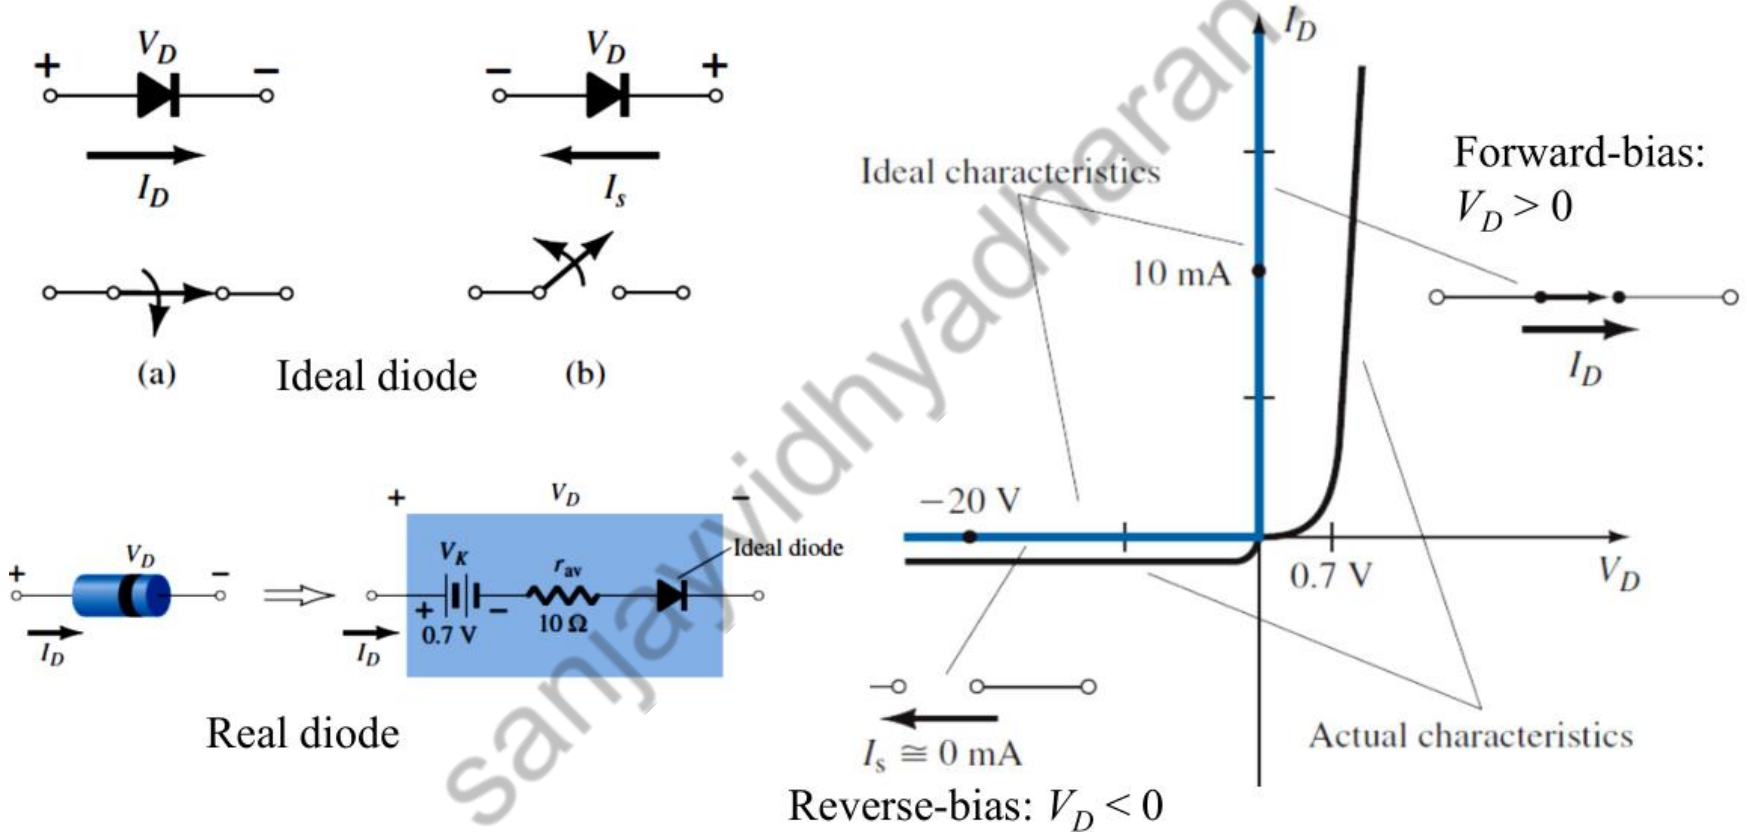 V_D
+ −
I_D
(a)
V_D
− +
I_s
(b)
Ideal diode
V_D
+ −
I_D
+ V_D −
V_K
+ −
0.7 V
r_av
10 Ω
Ideal diode
I_D
Real diode
I_D
Ideal characteristics
10 mA
Forward-bias:
V_D > 0
I_D
−20 V
0.7 V
V_D
I_s ≅ 0 mA
Actual characteristics
Reverse-bias: V_D < 0
sanjayvidhyadharan.